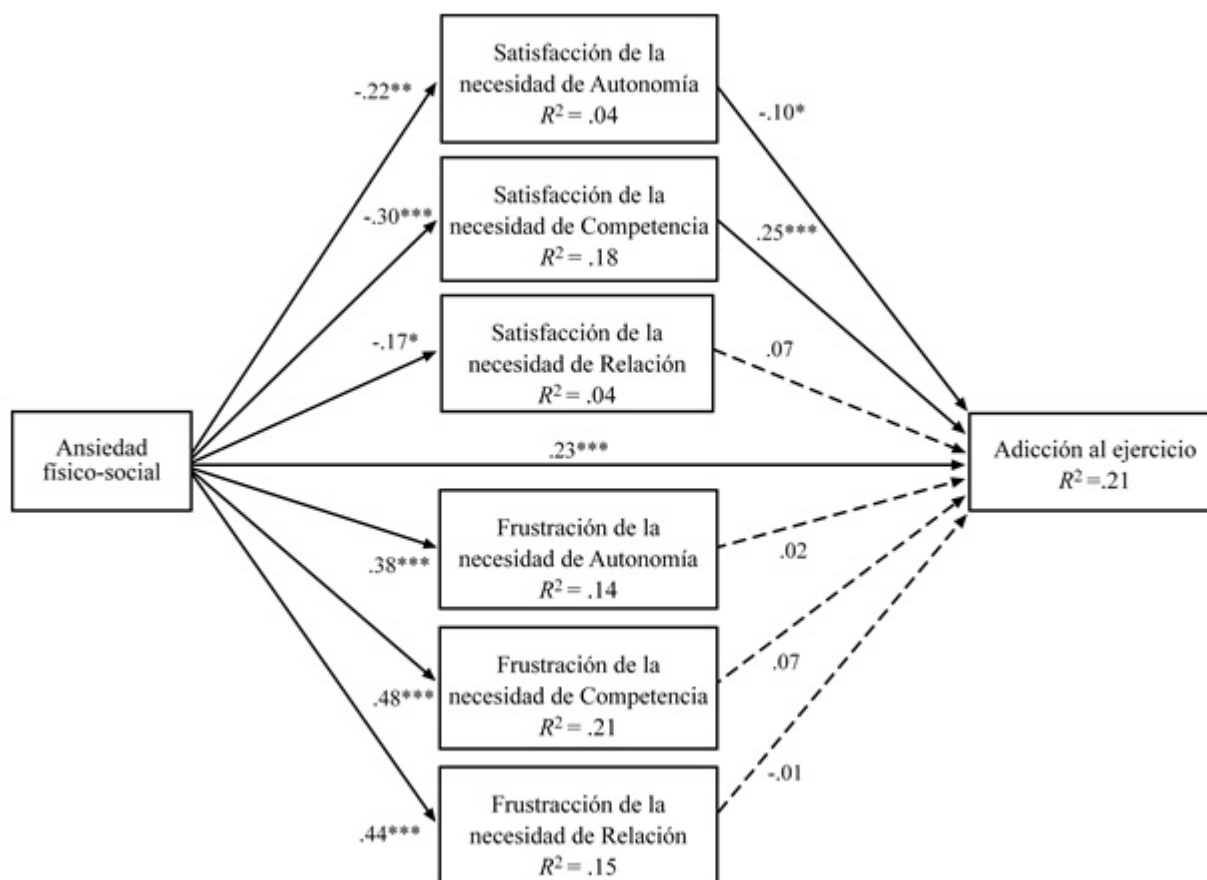 Satisfacción de la
necesidad de Autonomía
R² = .04
-.22**
-.10*
Satisfacción de la
necesidad de Competencia
R² = .18
-.30***
.25***
Satisfacción de la
necesidad de Relación
R² = .04
-.17*
.07
Ansiedad
físico-social
.23***
Adicción al ejercicio
R² =.21
Frustración de la
necesidad de Autonomía
R² = .14
.38***
.02
Frustración de la
necesidad de Competencia
R² = .21
.48***
.07
Frustracción de la
necesidad de Relación
R² = .15
.44***
-.01